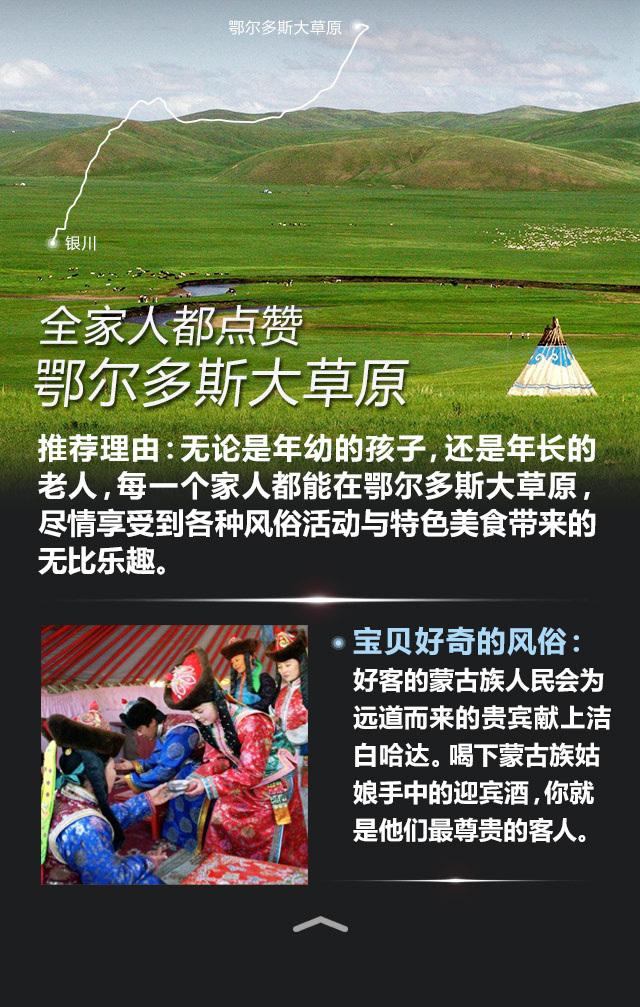 鄂尔多斯大草原
银川
全家人都点赞
鄂尔多斯大草原
推荐理由：无论是年幼的孩子，还是年长的
老人，每一个家人都能在鄂尔多斯大草原，
尽情享受到各种风俗活动与特色美食带来的
无比乐趣。
宝贝好奇的风俗：
好客的蒙古族人民会为
远道而来的贵宾献上洁
白哈达。喝下蒙古族姑
娘手中的迎宾酒，你就
是他们最尊贵的客人。